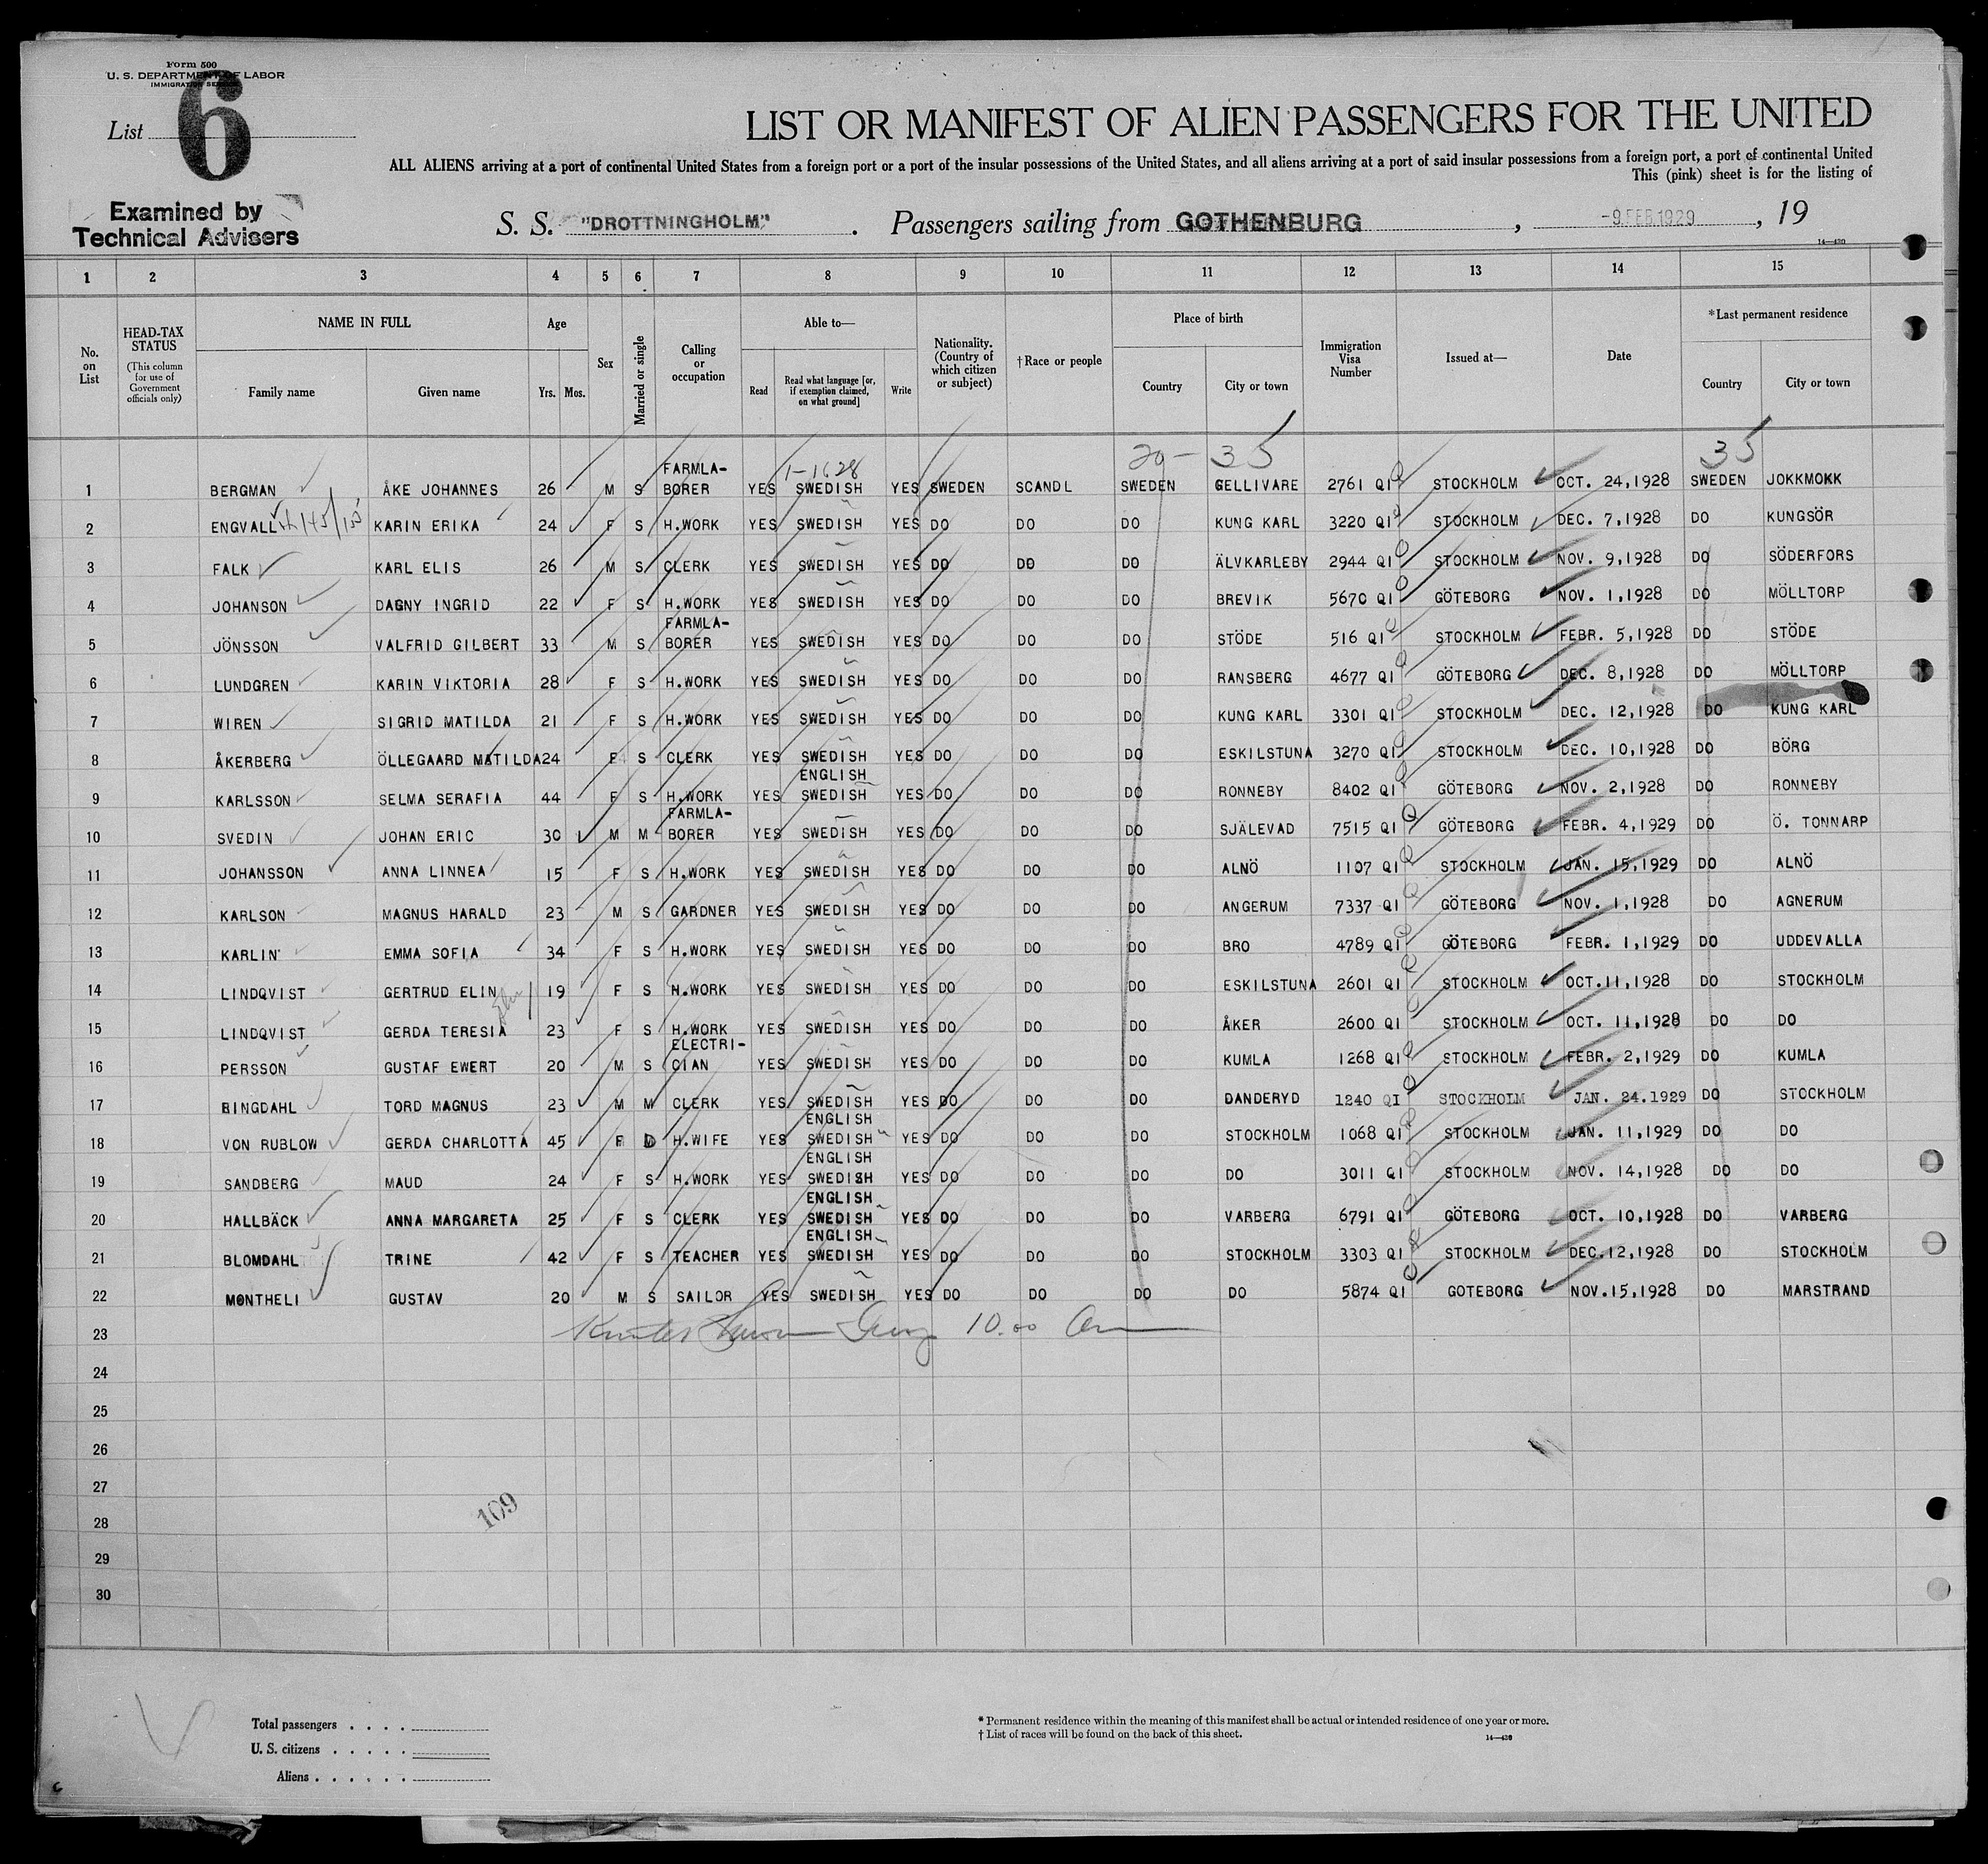 Form 500
U. S. DEPARTMENT OF LABOR
IMMIGRATION SERVICE
List 6
LIST OR MANIFEST OF ALIEN PASSENGERS FOR THE UNITED
ALL ALIENS arriving at a port of continental United States from a foreign port or a port of the insular possessions of the United States, and all aliens arriving at a port of said insular possessions from a foreign port, a port of continental United
This (pink) sheet is for the listing of
Examined by
Technical Advisers
S. S. "DROTTNINGHOLM". Passengers sailing from GOTHENBURG, -9 FEB 1929, 19
14—430
1 2 3 4 5 6 7 8 9 10 11 12 13 14 15
No. on List
HEAD-TAX STATUS
(This column for use of Government officials only)
NAME IN FULL
Family name
Given name
Age
Yrs. Mos.
Sex
Married or single
Calling or occupation
Able to—
Read
Read what language [or, if exemption claimed, on what ground]
Write
Nationality. (Country of which citizen or subject)
†Race or people
Place of birth
Country
City or town
Immigration Visa Number
Issued at—
Date
*Last permanent residence
Country
City or town
1-1628 20- 35 35
1 BERGMAN ÅKE JOHANNES 26 M S FARMLA-BORER YES SWEDISH YES SWEDEN SCANDL SWEDEN GELLIVARE 2761 QI STOCKHOLM OCT. 24,1928 SWEDEN JOKKMOKK
2 ENGVALL KARIN ERIKA 24 F S H.WORK YES SWEDISH YES DO DO DO KUNG KARL 3220 QI STOCKHOLM DEC. 7,1928 DO KUNGSÖR
3 FALK KARL ELIS 26 M S CLERK YES SWEDISH YES DO DO DO ÄLVKARLEBY 2944 QI STOCKHOLM NOV. 9,1928 DO SÖDERFORS
4 JOHANSON DAGNY INGRID 22 F S H.WORK YES SWEDISH YES DO DO DO BREVIK 5670 QI GÖTEBORG NOV. 1,1928 DO MÖLLTORP
5 JÖNSSON VALFRID GILBERT 33 M S FARMLA-BORER YES SWEDISH YES DO DO DO STÖDE 516 QI STOCKHOLM FEBR. 5,1928 DO STÖDE
6 LUNDGREN KARIN VIKTORIA 28 F S H.WORK YES SWEDISH YES DO DO DO RANSBERG 4677 QI GÖTEBORG DEC. 8,1928 DO MÖLLTORP
7 WIREN SIGRID MATILDA 21 F S H.WORK YES SWEDISH YES DO DO DO KUNG KARL 3301 QI STOCKHOLM DEC. 12,1928 DO KUNG KARL
8 ÅKERBERG ÖLLEGAARD MATILDA 24 F S CLERK YES SWEDISH YES DO DO DO ESKILSTUNA 3270 QI STOCKHOLM DEC. 10,1928 DO BÖRG
9 KARLSSON SELMA SERAFIA 44 F S H.WORK YES ENGLISH SWEDISH YES DO DO DO RONNEBY 8402 QI GÖTEBORG NOV. 2,1928 DO RONNEBY
10 SVEDIN JOHAN ERIC 30 M M FARMLA-BORER YES SWEDISH YES DO DO DO SJÄLEVAD 7515 QI GÖTEBORG FEBR. 4,1929 DO Ö. TONNARP
11 JOHANSSON ANNA LINNEA 15 F S H.WORK YES SWEDISH YES DO DO DO ALNÖ 1107 QI STOCKHOLM JAN. 15,1929 DO ALNÖ
12 KARLSON MAGNUS HARALD 23 M S GARDNER YES SWEDISH YES DO DO DO ANGERUM 7337 QI GÖTEBORG NOV. 1,1928 DO AGNERUM
13 KARLIN EMMA SOFIA 34 F S H.WORK YES SWEDISH YES DO DO DO BRO 4789 QI GÖTEBORG FEBR. 1,1929 DO UDDEVALLA
14 LINDQVIST GERTRUD ELIN 19 F S H.WORK YES SWEDISH YES DO DO DO ESKILSTUNA 2601 QI STOCKHOLM OCT.11,1928 DO STOCKHOLM
15 LINDQVIST GERDA TERESIA 23 F S H.WORK YES SWEDISH YES DO DO DO ÅKER 2600 QI STOCKHOLM OCT. 11,1928 DO DO
16 PERSSON GUSTAF EWERT 20 M S ELECTRI-CIAN YES SWEDISH YES DO DO DO KUMLA 1268 QI STOCKHOLM FEBR. 2,1929 DO KUMLA
17 RINGDAHL TORD MAGNUS 23 M M CLERK YES SWEDISH YES DO DO DO DANDERYD 1240 QI STOCKHOLM JAN. 24.1929 DO STOCKHOLM
18 VON RUBLOW GERDA CHARLOTTA 45 F D H.WIFE YES ENGLISH SWEDISH YES DO DO DO STOCKHOLM 1068 QI STOCKHOLM JAN. 11,1929 DO DO
19 SANDBERG MAUD 24 F S H.WORK YES ENGLISH SWEDISH YES DO DO DO DO 3011 QI STOCKHOLM NOV. 14,1928 DO DO
20 HALLBÄCK ANNA MARGARETA 25 F S CLERK YES ENGLISH SWEDISH YES DO DO DO VARBERG 6791 QI GÖTEBORG OCT. 10,1928 DO VARBERG
21 BLOMDAHL TRINE 42 F S TEACHER YES ENGLISH SWEDISH YES DO DO DO STOCKHOLM 3303 QI STOCKHOLM DEC.12,1928 DO STOCKHOLM
22 MONTHELI GUSTAV 20 M S SAILOR YES SWEDISH YES DO DO DO DO 5874 QI GOTEBORG NOV.15,1928 DO MARSTRAND
23 10.00
24
25
26
27
109
28
29
30
Total passengers
U. S. citizens
Aliens
* Permanent residence within the meaning of this manifest shall be actual or intended residence of one year or more.
† List of races will be found on the back of this sheet.
14—430